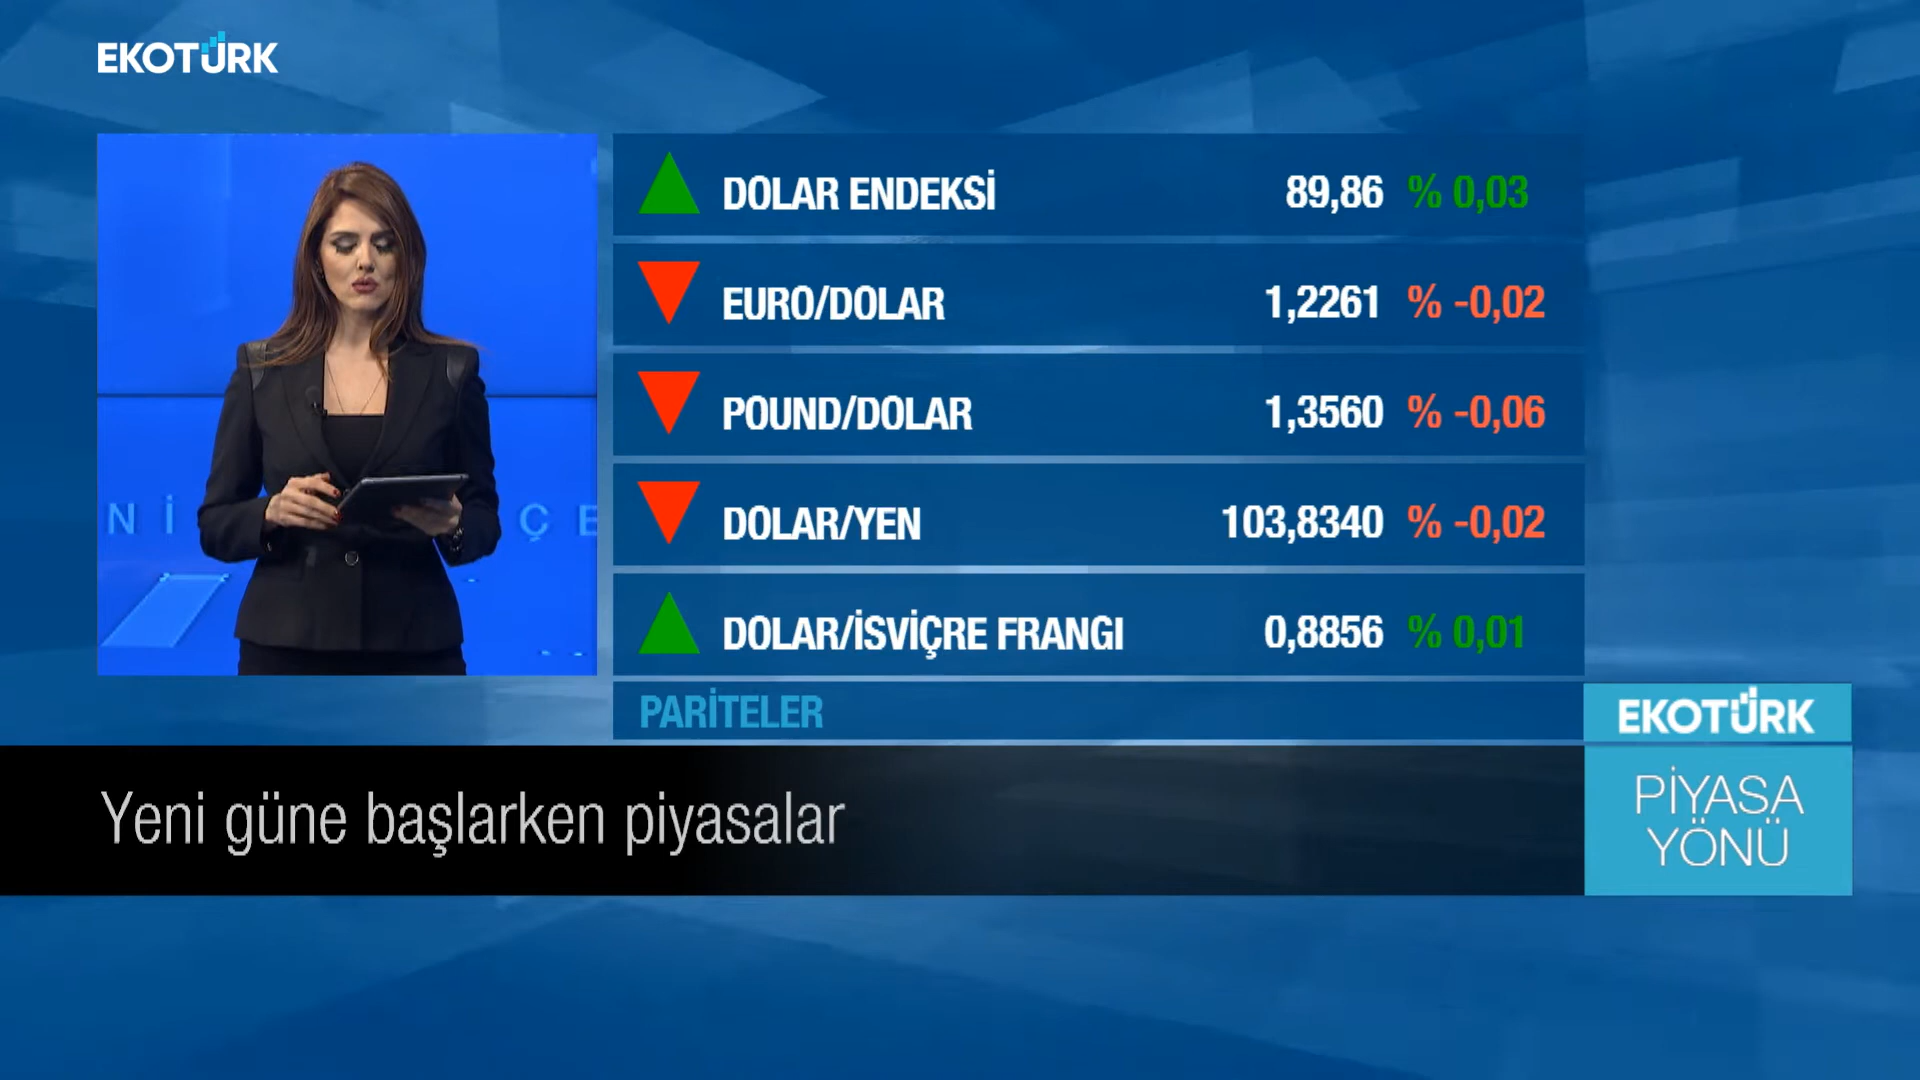 EKOTÜRK
DOLAR ENDEKSİ 89,86 % 0,03
EURO/DOLAR 1,2261 % -0,02
POUND/DOLAR 1,3560 % -0,06
DOLAR/YEN 103,8340 % -0,02
DOLAR/İSVİÇRE FRANGI 0,8856 % 0,01
Nİ ÇE
PARİTELER
EKOTÜRK
Yeni güne başlarken piyasalar
PİYASA
YÖNÜ